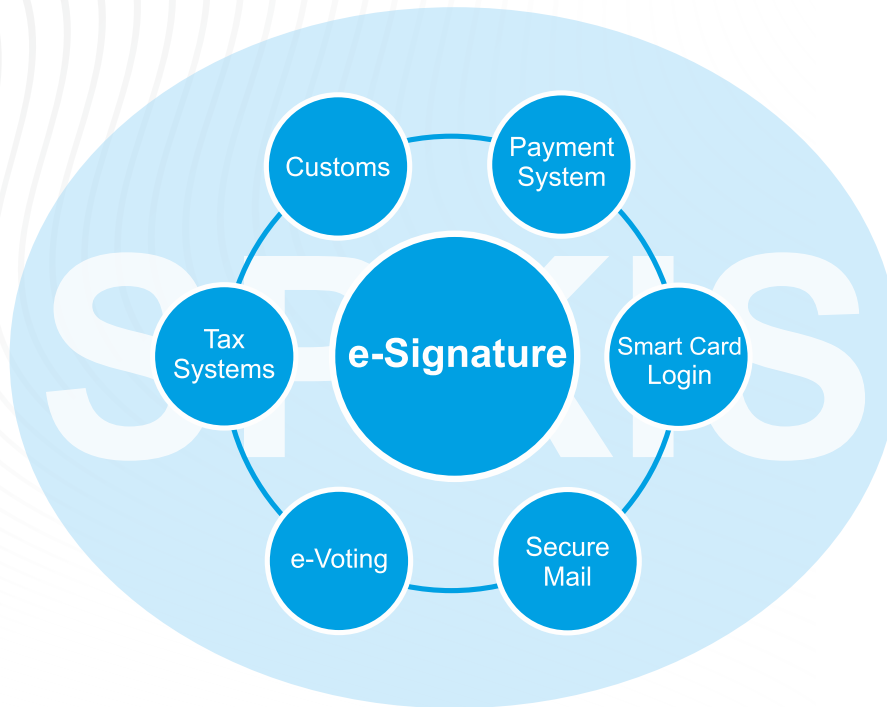 Customs
Payment
System
Tax
Systems
e-Signature
Smart Card
Login
e-Voting
Secure
Mail